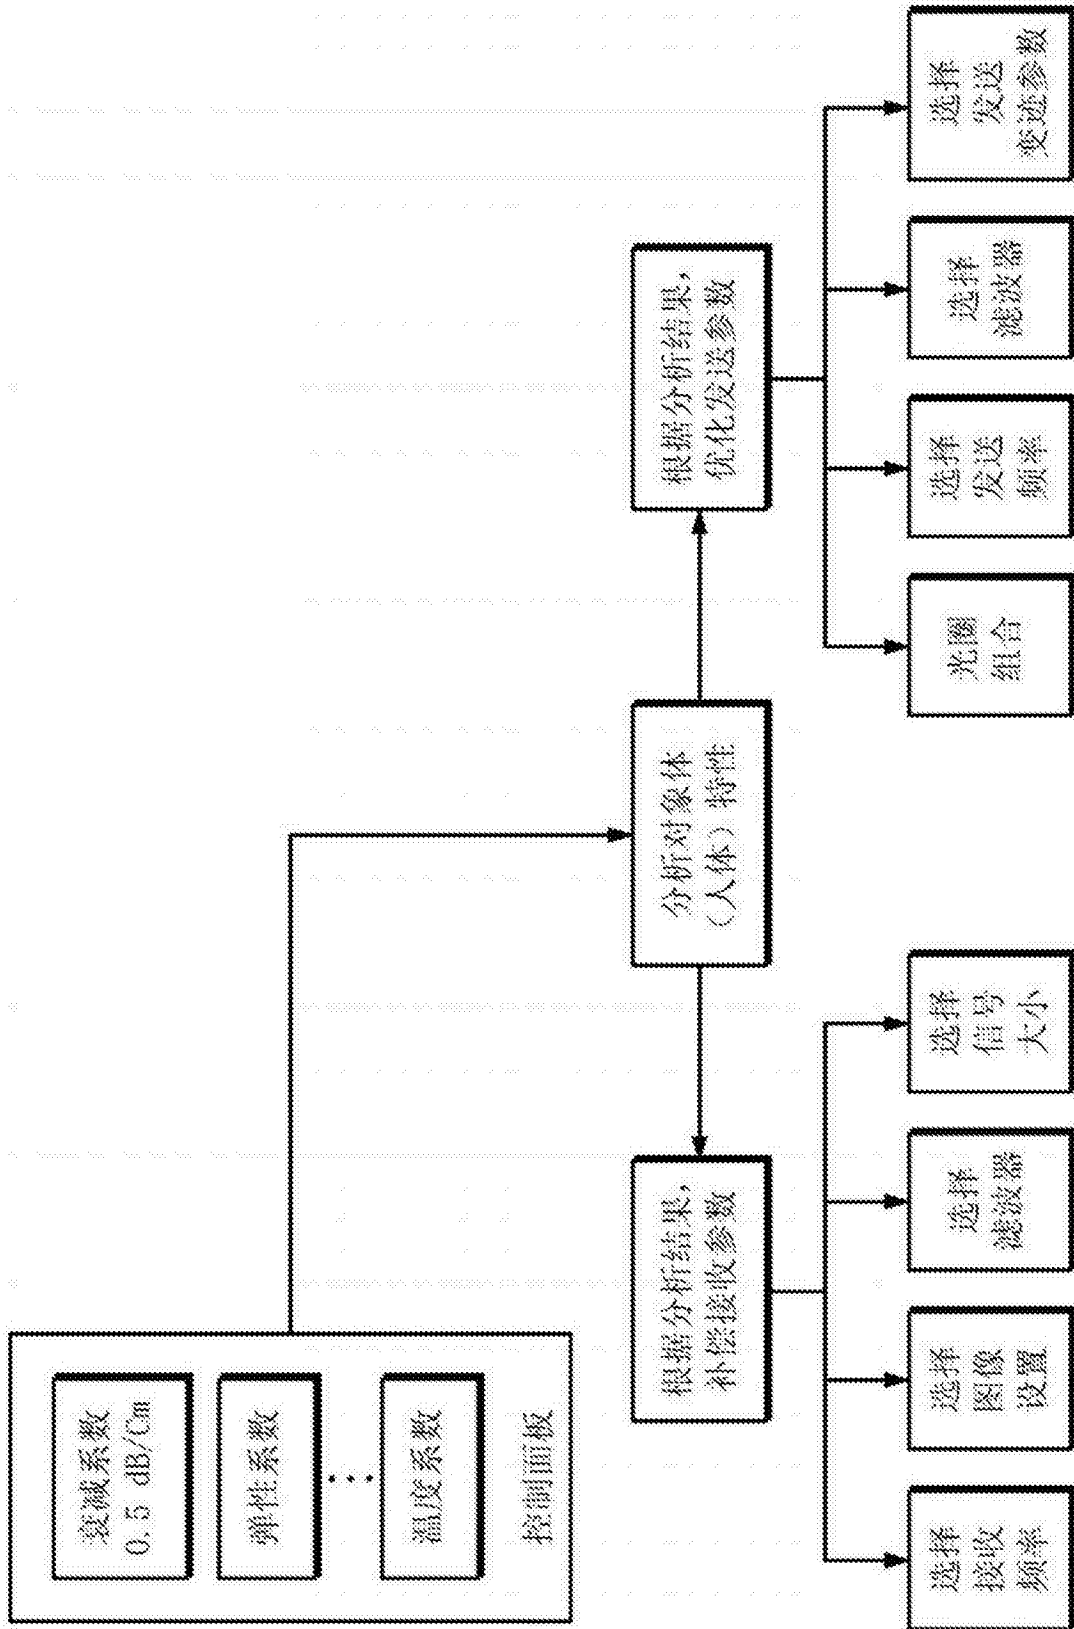 衰减系数
0.5 dB/Cm
弹性系数
...
温度系数
控制面板
分析对象体
（人体）特性
根据分析结果，
补偿接收参数
根据分析结果，
优化发送参数
选择
接收
频率
选择
图像
设置
选择
滤波器
选择
信号
大小
光圈
组合
选择
发送
频率
选择
滤波器
选择
发送
变迹参数